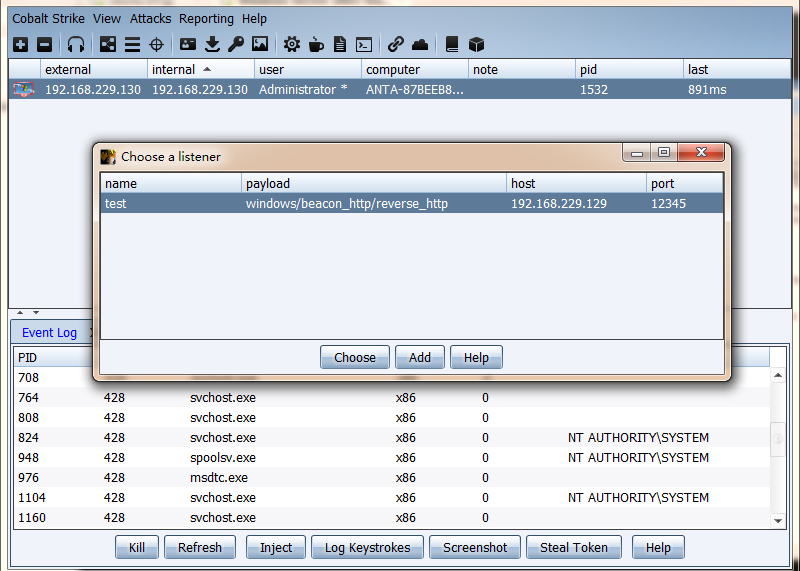 Cobalt Strike View Attacks Reporting Help
external internal user computer note pid last
192.168.229.130 192.168.229.130 Administrator * ANTA-87BEEB8... 1532 891ms
Choose a listener
name payload host port
test windows/beacon_http/reverse_http 192.168.229.129 12345
Choose Add Help
Event Log
PID
708 428 svchost.exe x86 0
764 428 svchost.exe x86 0
808 428 svchost.exe x86 0
824 428 svchost.exe x86 0 NT AUTHORITY\SYSTEM
948 428 spoolsv.exe x86 0 NT AUTHORITY\SYSTEM
976 428 msdtc.exe x86 0
1104 428 svchost.exe x86 0 NT AUTHORITY\SYSTEM
1160 428 svchost.exe x86 0
Kill Refresh Inject Log Keystrokes Screenshot Steal Token Help